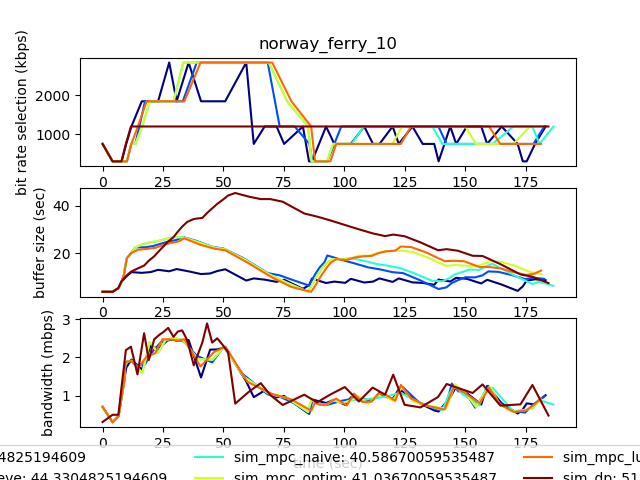 norway_ferry_10
bit rate selection (kbps)
2000
1000
0 25 50 75 100 125 150 175
buffer size (sec)
40
20
0 25 50 75 100 125 150 175
bandwidth (mbps)
3
2
1
0 25 50 75 100 125 150 175
time (sec)
4825194609 sim_mpc_naive: 40.58670059535487 sim_mpc_lu
eve: 44.3304825194609 sim_mpc_optim: 41.03670059535487 sim_dp: 51